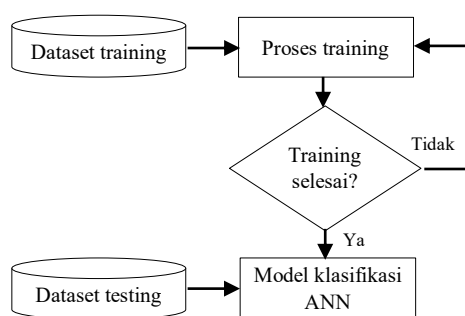 Dataset training
Proses training
Training
selesai?
Tidak
Ya
Dataset testing
Model klasifikasi
ANN